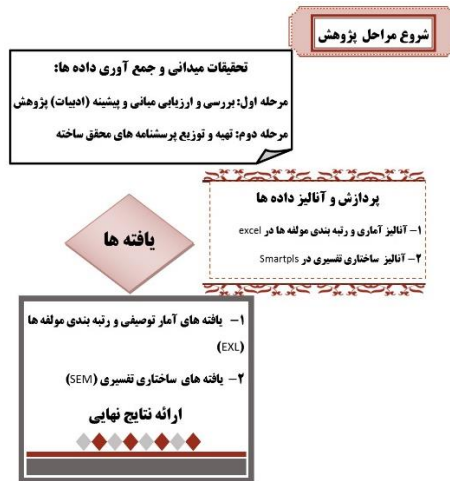 شروع مراحل پژوهش
تحقیقات میدانی و جمع آوری داده ها:
مرحله اول: بررسی و ارزیابی مبانی و پیشینه (ادبیات) پژوهش
مرحله دوم: تهیه و توزیع پرسشنامه های محقق ساخته
پردازش و آنالیز داده ها
۱– آنالیز آماری و رتبه بندی مولفه ها در excel
۲– آنالیز ساختاری تفسیری در Smartpls
یافته ها
۱– یافته های آمار توصیفی و رتبه بندی مولفه ها
(EXL)
۲– یافته های ساختاری تفسیری (SEM)
ارائه نتایج نهایی